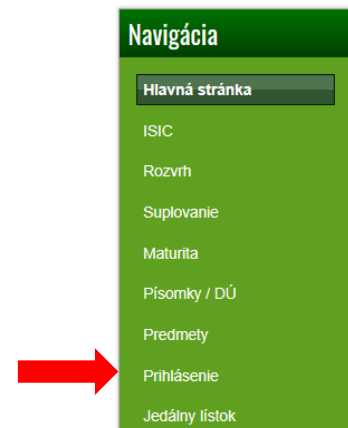 Navigácia
Hlavná stránka
ISIC
Rozvrh
Suplovanie
Maturita
Písomky / DÚ
Predmety
Prihlásenie
Jedálny lístok